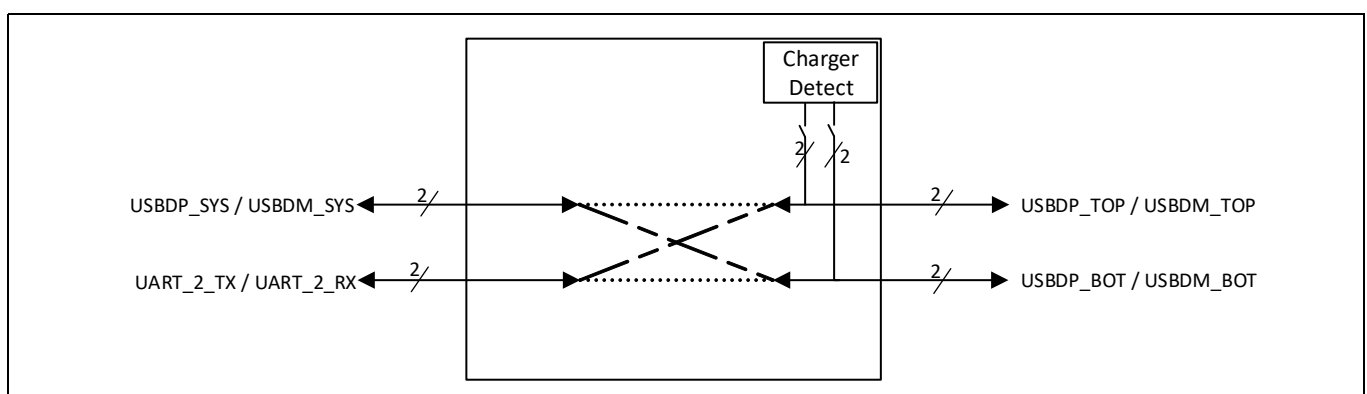 Charger
Detect
2 2
USBDP_SYS / USBDM_SYS 2 2 USBDP_TOP / USBDM_TOP
UART_2_TX / UART_2_RX 2 2 USBDP_BOT / USBDM_BOT